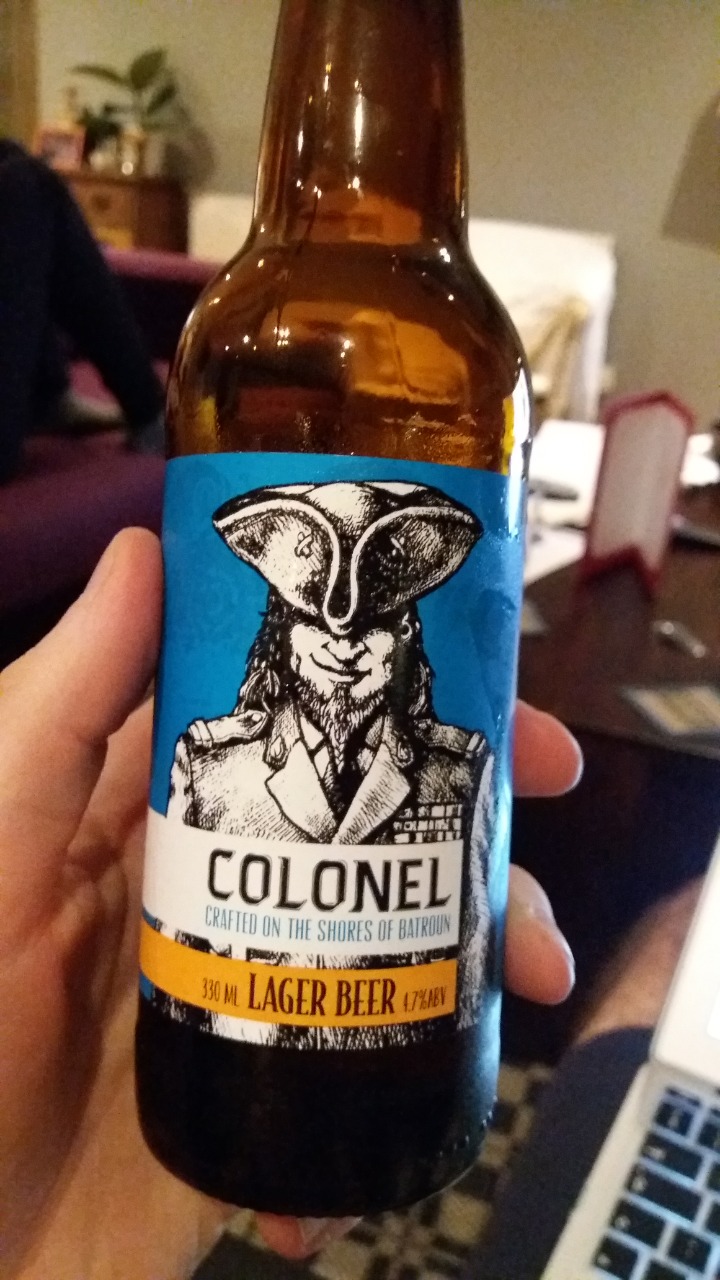 COLONEL
CRAFTED ON THE SHORES OF BATROUN
330 ML LAGER BEER 4.7%ABV